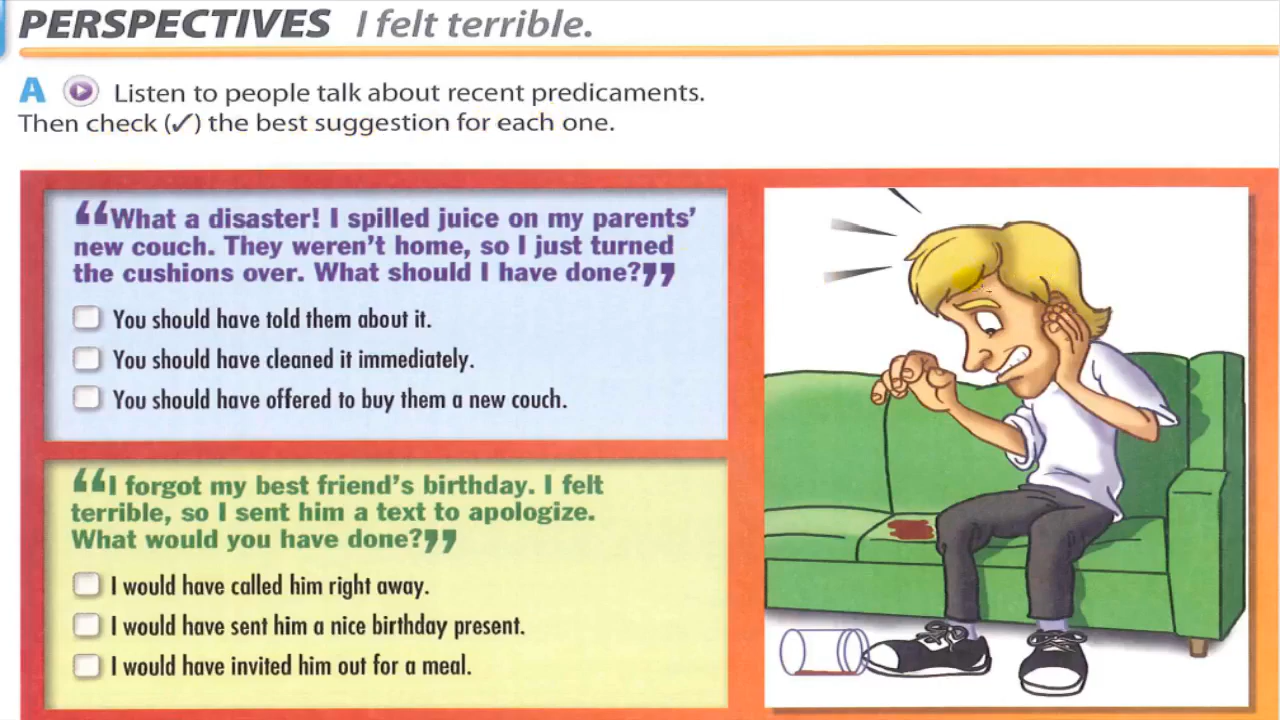 PERSPECTIVES I felt terrible.
A Listen to people talk about recent predicaments.
Then check (✓) the best suggestion for each one.
“What a disaster! I spilled juice on my parents’
new couch. They weren’t home, so I just turned
the cushions over. What should I have done?”
You should have told them about it.
You should have cleaned it immediately.
You should have offered to buy them a new couch.
“I forgot my best friend’s birthday. I felt
terrible, so I sent him a text to apologize.
What would you have done?”
I would have called him right away.
I would have sent him a nice birthday present.
I would have invited him out for a meal.